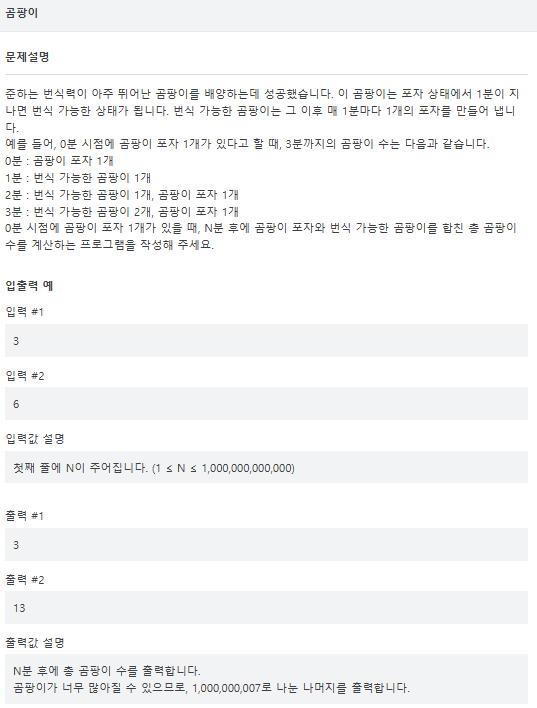 곰팡이
문제설명
준하는 번식력이 아주 뛰어난 곰팡이를 배양하는데 성공했습니다. 이 곰팡이는 포자 상태에서 1분이 지
나면 번식 가능한 상태가 됩니다. 번식 가능한 곰팡이는 그 이후 매 1분마다 1개의 포자를 만들어 냅니
다.
예를 들어, 0분 시점에 곰팡이 포자 1개가 있다고 할 때, 3분까지의 곰팡이 수는 다음과 같습니다.
0분 : 곰팡이 포자 1개
1분 : 번식 가능한 곰팡이 1개
2분 : 번식 가능한 곰팡이 1개, 곰팡이 포자 1개
3분 : 번식 가능한 곰팡이 2개, 곰팡이 포자 1개
0분 시점에 곰팡이 포자 1개가 있을 때, N분 후에 곰팡이 포자와 번식 가능한 곰팡이를 합친 총 곰팡이
수를 계산하는 프로그램을 작성해 주세요.
입출력 예
입력 #1
3
입력 #2
6
입력값 설명
첫째 줄에 N이 주어집니다. (1 ≤ N ≤ 1,000,000,000,000)
출력 #1
3
출력 #2
13
출력값 설명
N분 후에 총 곰팡이 수를 출력합니다.
곰팡이가 너무 많아질 수 있으므로, 1,000,000,007로 나눈 나머지를 출력합니다.